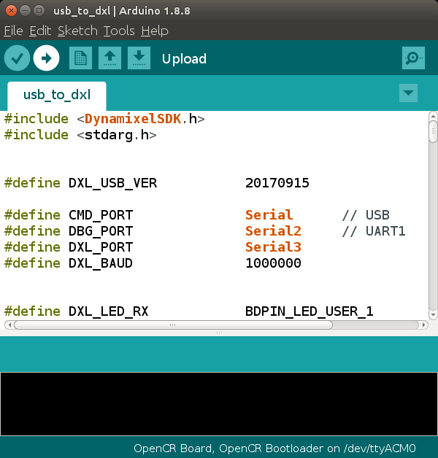 usb_to_dxl | Arduino 1.8.8
File Edit Sketch Tools Help
Upload
usb_to_dxl
#include <DynamixelSDK.h>
#include <stdarg.h>
#define DXL_USB_VER 20170915
#define CMD_PORT Serial // USB
#define DBG_PORT Serial2 // UART1
#define DXL_PORT Serial3
#define DXL_BAUD 1000000
#define DXL_LED_RX BDPIN_LED_USER_1
OpenCR Board, OpenCR Bootloader on /dev/ttyACM0